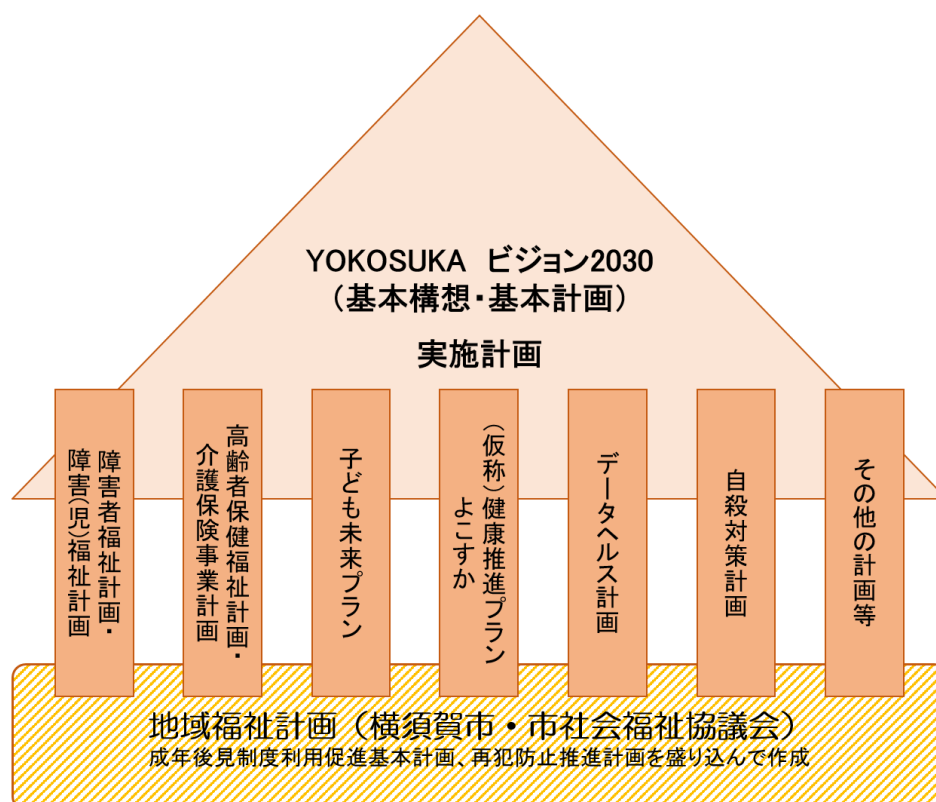 YOKOSUKA ビジョン2030
（基本構想・基本計画）
実施計画
障害者福祉計画・
障害(児)福祉計画
高齢者保健福祉計画・
介護保険事業計画
子ども未来プラン
（仮称）健康推進プラン
よこすか
データヘルス計画
自殺対策計画
その他の計画等
地域福祉計画（横須賀市・市社会福祉協議会）
成年後見制度利用促進基本計画、再犯防止推進計画を盛り込んで作成